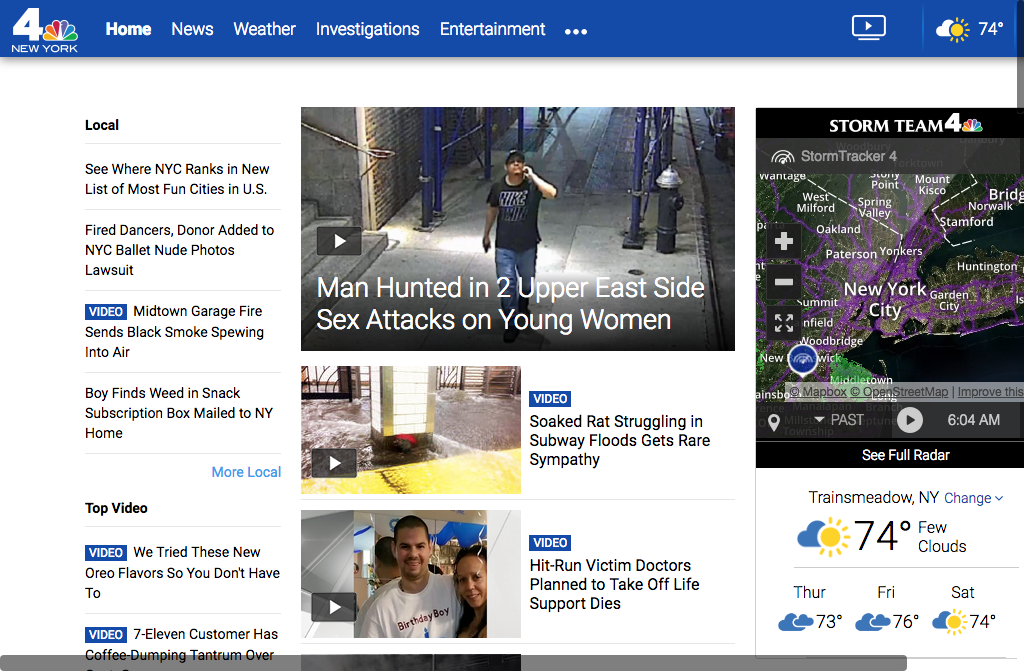 4
NEW YORK
Home News Weather Investigations Entertainment •••
74°
Local
See Where NYC Ranks in New
List of Most Fun Cities in U.S.
Fired Dancers, Donor Added to
NYC Ballet Nude Photos
Lawsuit
VIDEO Midtown Garage Fire
Sends Black Smoke Spewing
Into Air
Boy Finds Weed in Snack
Subscription Box Mailed to NY
Home
More Local
Top Video
VIDEO We Tried These New
Oreo Flavors So You Don't Have
To
VIDEO 7-Eleven Customer Has
Coffee-Dumping Tantrum Over
NIKE
Man Hunted in 2 Upper East Side
Sex Attacks on Young Women
VIDEO
Soaked Rat Struggling in
Subway Floods Gets Rare
Sympathy
Birthday Boy
VIDEO
Hit-Run Victim Doctors
Planned to Take Off Life
Support Dies
STORM TEAM 4
StormTracker 4
Wantage
Stony
Point
Mount
Kisco
West
Milford
Spring
Valley
Bridg
Norwalk
Stamford
Oakland
Paterson Yonkers
Huntington
New York
City
Garden
City
Summit
nfield
Woodbridge
New
wick
Middletown
ainsbo
Long
Branch
© Mapbox © OpenStreetMap | Improve this
PAST
6:04 AM
See Full Radar
Trainsmeadow, NY Change
74° Few
Clouds
Thur Fri Sat
73° 76° 74°